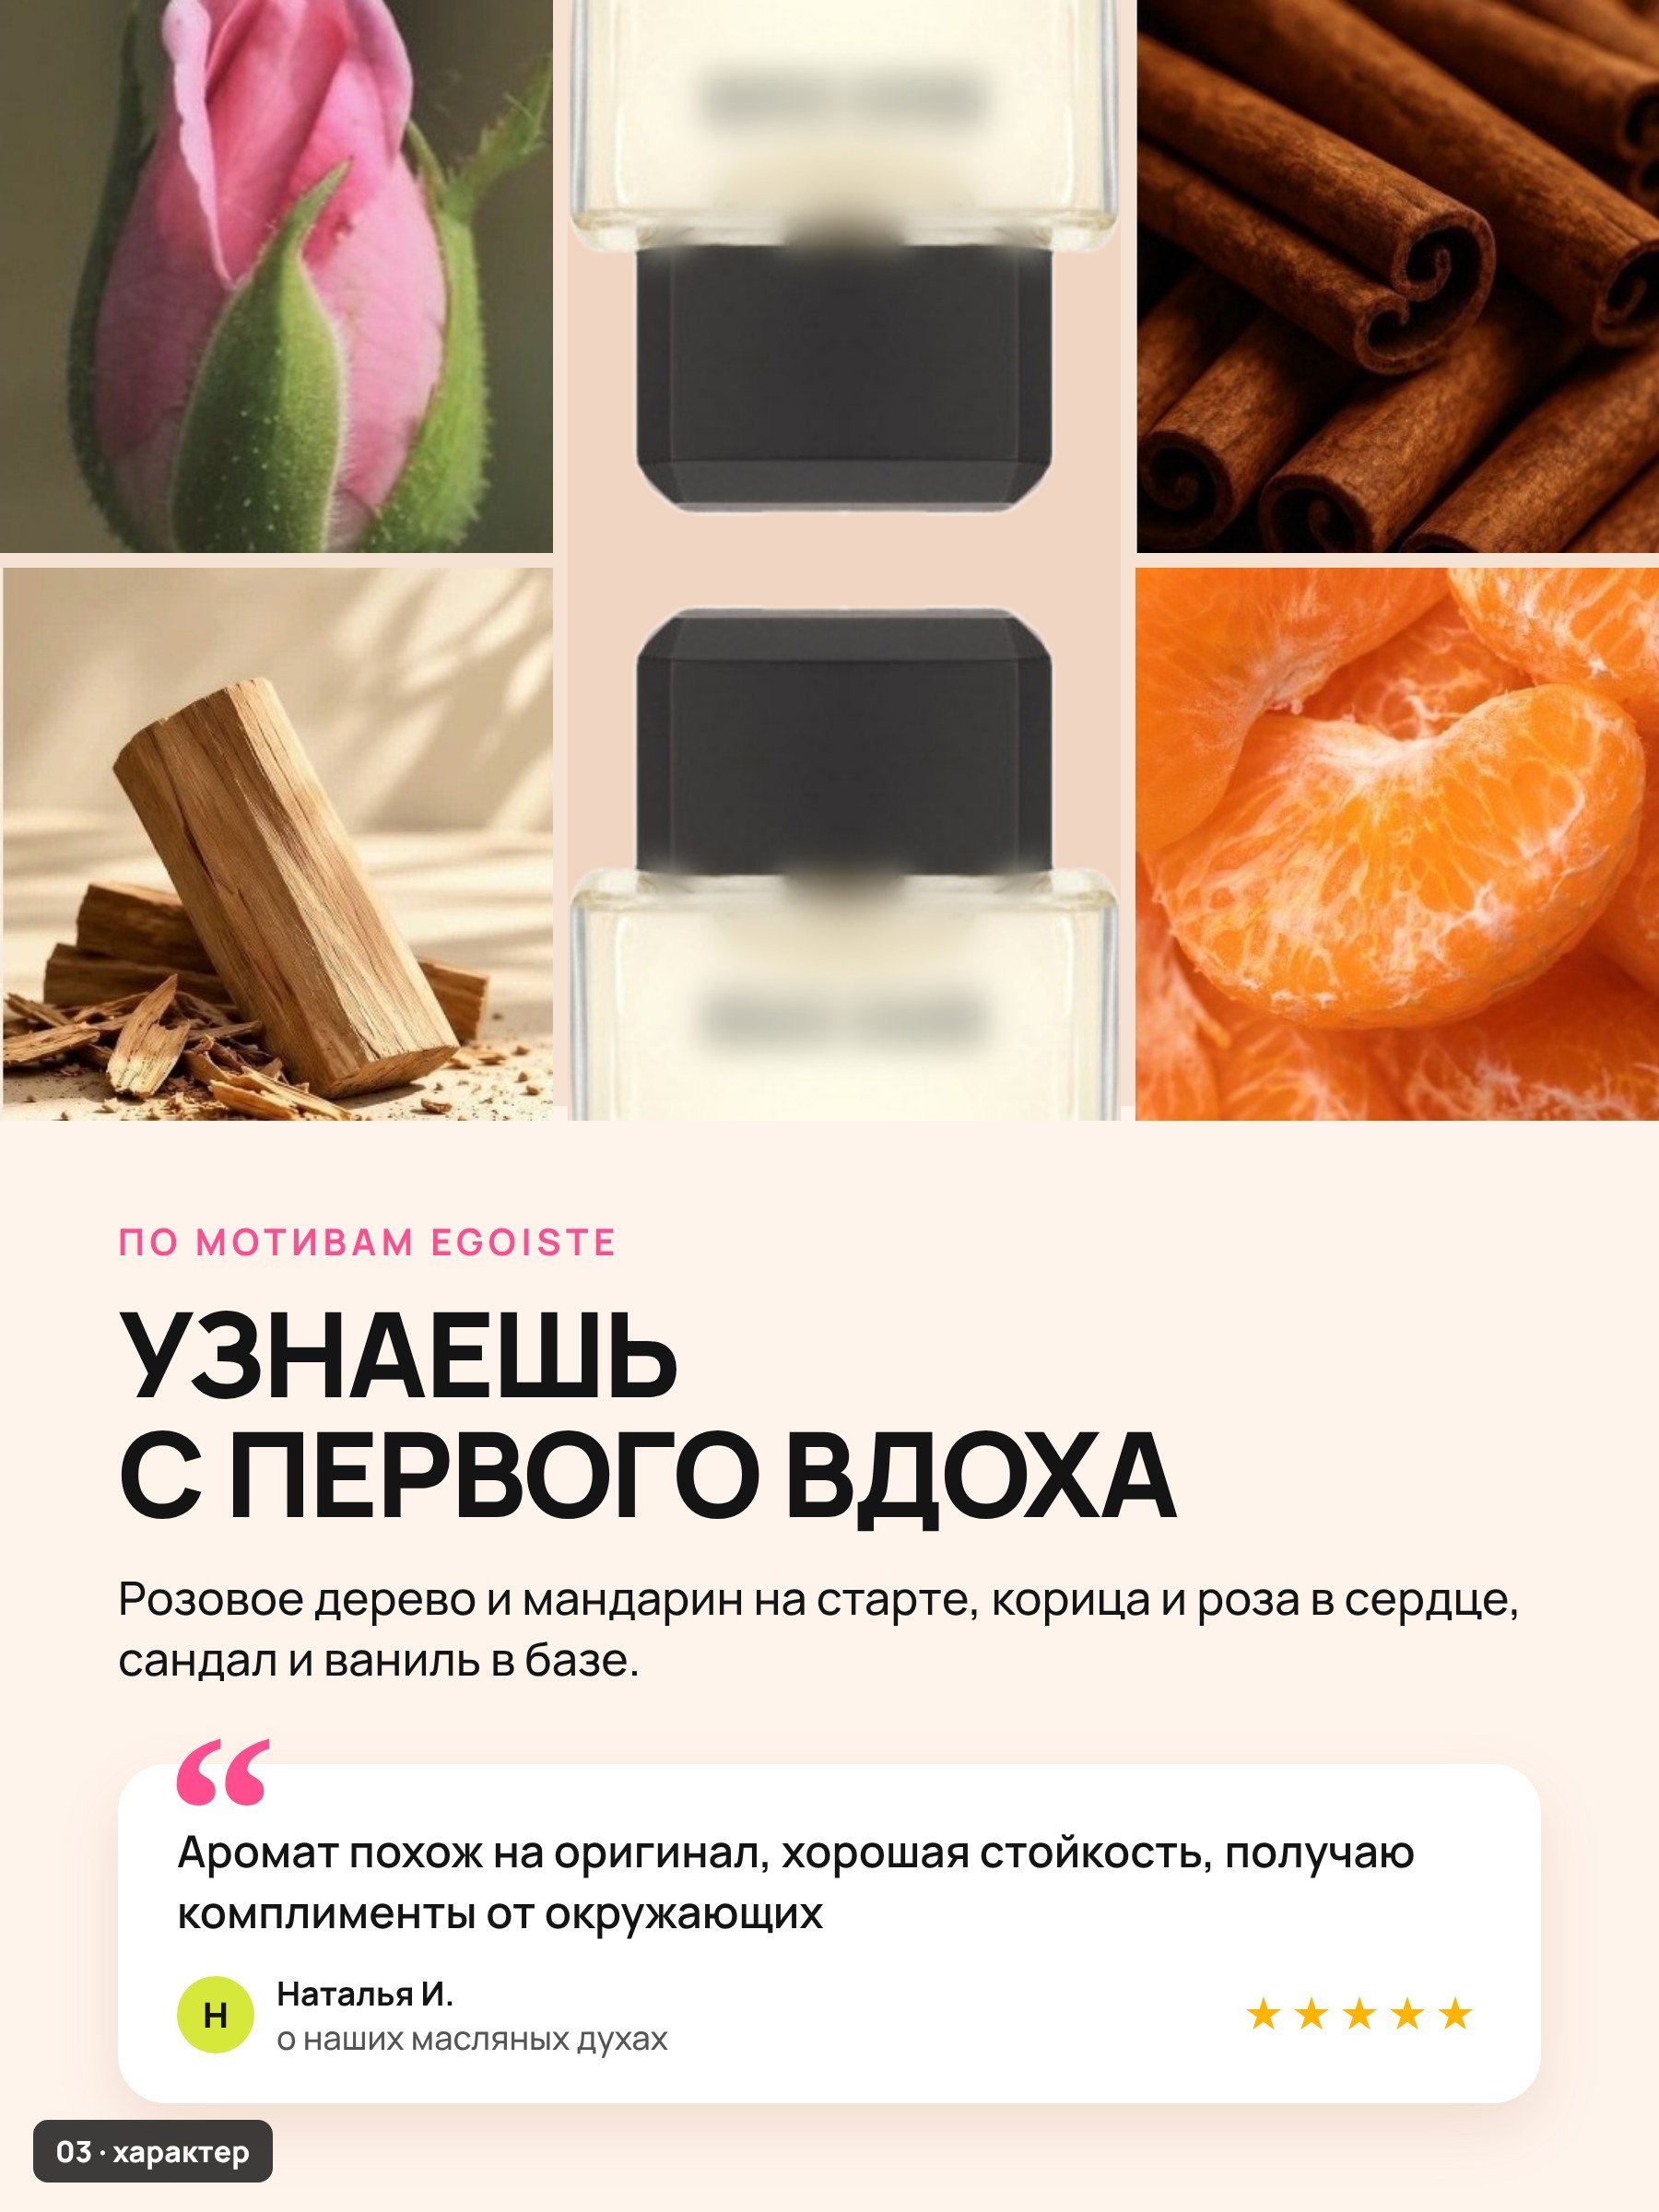 ПО МОТИВАМ EGOISTE
УЗНАЕШЬ
С ПЕРВОГО ВДОХА
Розовое дерево и мандарин на старте, корица и роза в сердце,
сандал и ваниль в базе.
“
Аромат похож на оригинал, хорошая стойкость, получаю
комплименты от окружающих
Н
Наталья И.
о наших масляных духах
★★★★★
03 · характер